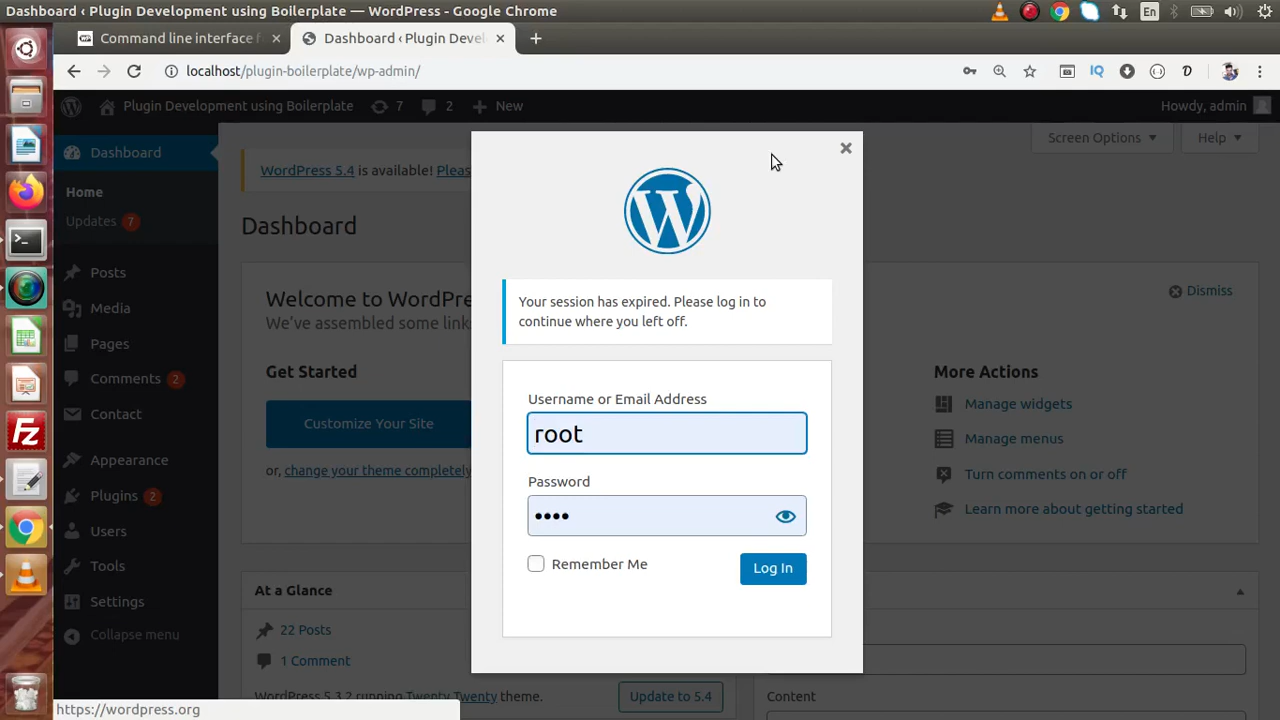 Dashboard ‹ Plugin Development using Boilerplate — WordPress - Google Chrome
En
Command line interface f
Dashboard ‹ Plugin Devel
localhost/plugin-boilerplate/wp-admin/
IQ
Plugin Development using Boilerplate
7
2
New
Howdy, admin
Dashboard
Home
Updates 7
Posts
Media
Pages
Comments 2
Contact
Appearance
Plugins 2
Users
Tools
Settings
Collapse menu
Screen Options
Help
WordPress 5.4 is available! Pleas
Dashboard
Welcome to WordPre
We've assembled some links
Dismiss
Get Started
Customize Your Site
or, change your theme completely
More Actions
Manage widgets
Manage menus
Turn comments on or off
Learn more about getting started
Your session has expired. Please log in to
continue where you left off.
Username or Email Address
root
Password
••••
Remember Me
Log In
At a Glance
22 Posts
1 Comment
WordPress 5.3.2 running Twenty Twenty theme.
Update to 5.4
Content
https://wordpress.org